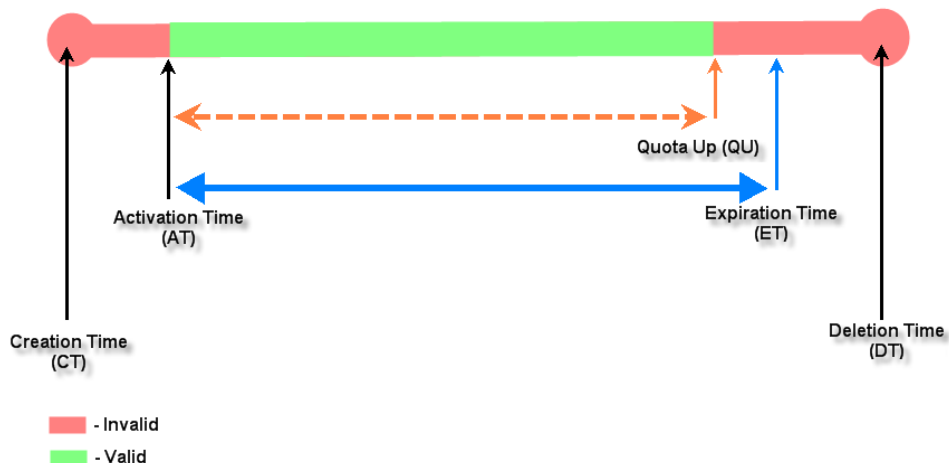 Quota Up (QU)
Activation Time
(AT)
Expiration Time
(ET)
Creation Time
(CT)
Deletion Time
(DT)
- Invalid
- Valid